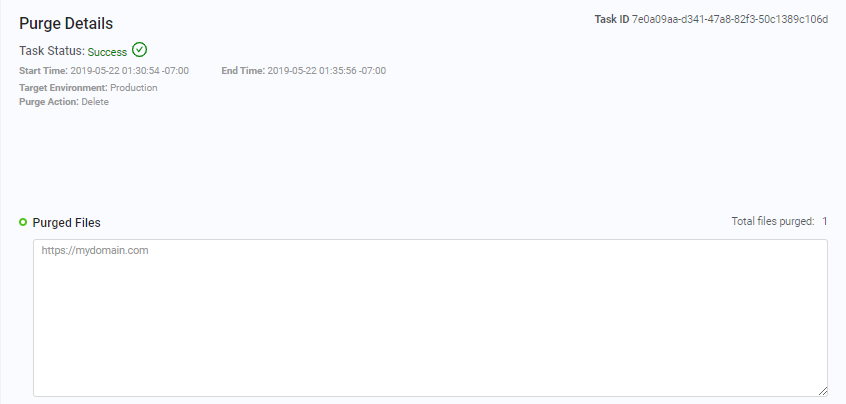 Purge Details
Task ID 7e0a09aa-d341-47a8-82f3-50c1389c106d
Task Status: Success
Start Time: 2019-05-22 01:30:54 -07:00 End Time: 2019-05-22 01:35:56 -07:00
Target Environment: Production
Purge Action: Delete
Purged Files
Total files purged: 1
https://mydomain.com